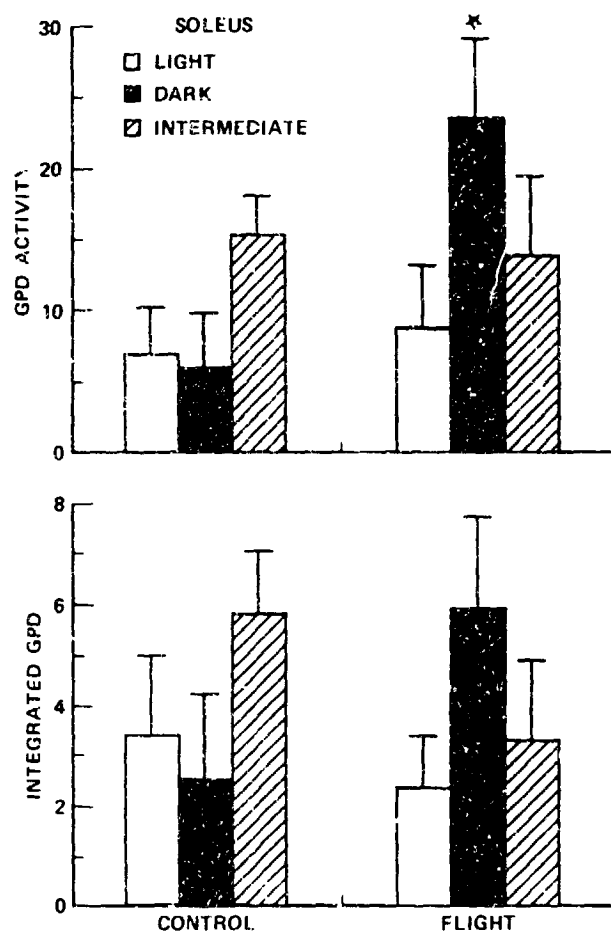 30
SOLEUS
LIGHT
DARK
INTERMEDIATE
20
10
0
GPD ACTIVITY
*
8
6
4
2
0
INTEGRATED GPD
CONTROL
FLIGHT